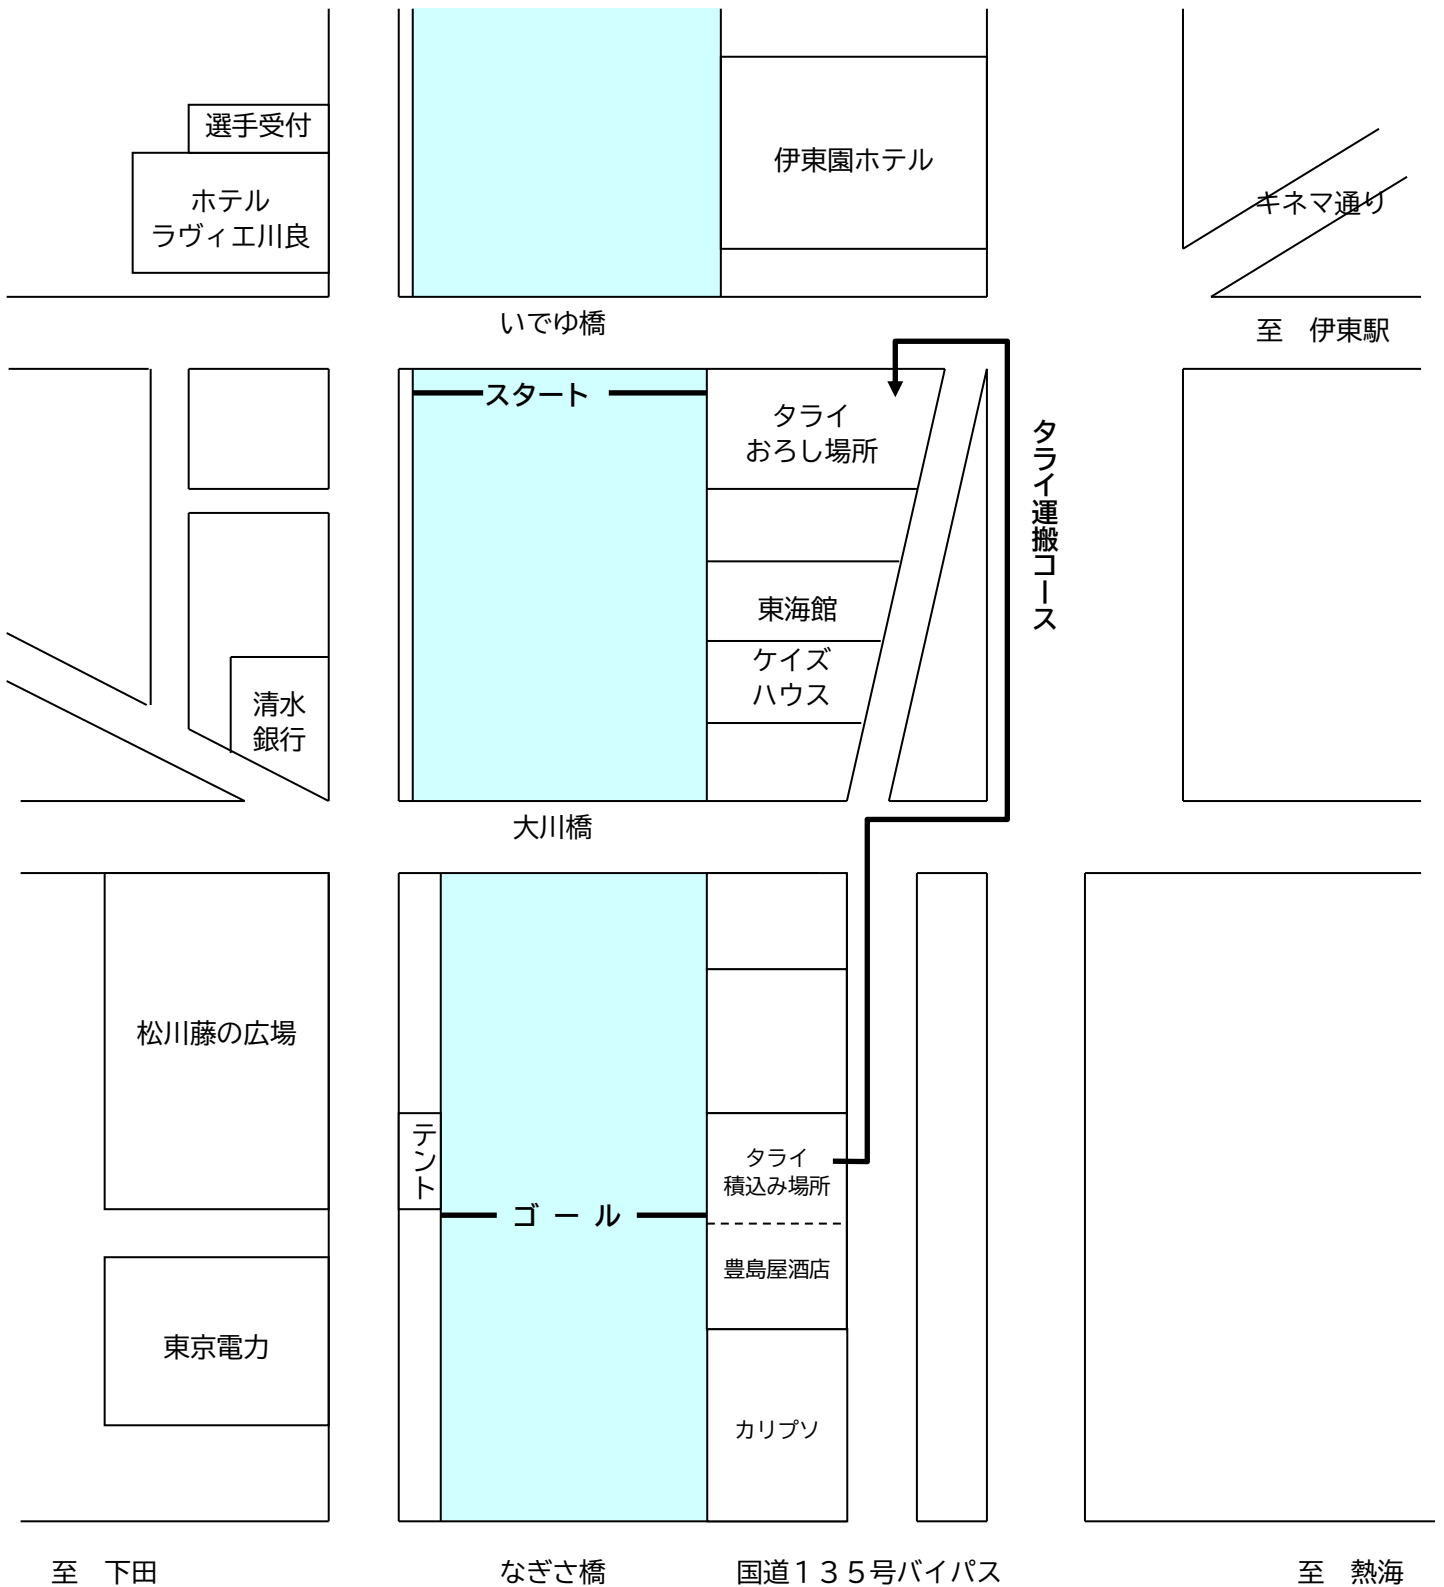 選手受付
ホテル
ラヴィエ川良
伊東園ホテル
キネマ通り
いでゆ橋
至　伊東駅
スタート
タライ
おろし場所
タライ運搬コース
東海館
ケイズ
ハウス
清水
銀行
大川橋
松川藤の広場
テント
タライ
積込み場所
ゴ ー ル
豊島屋酒店
東京電力
カリプソ
至　下田
なぎさ橋
国道１３５号バイパス
至　熱海